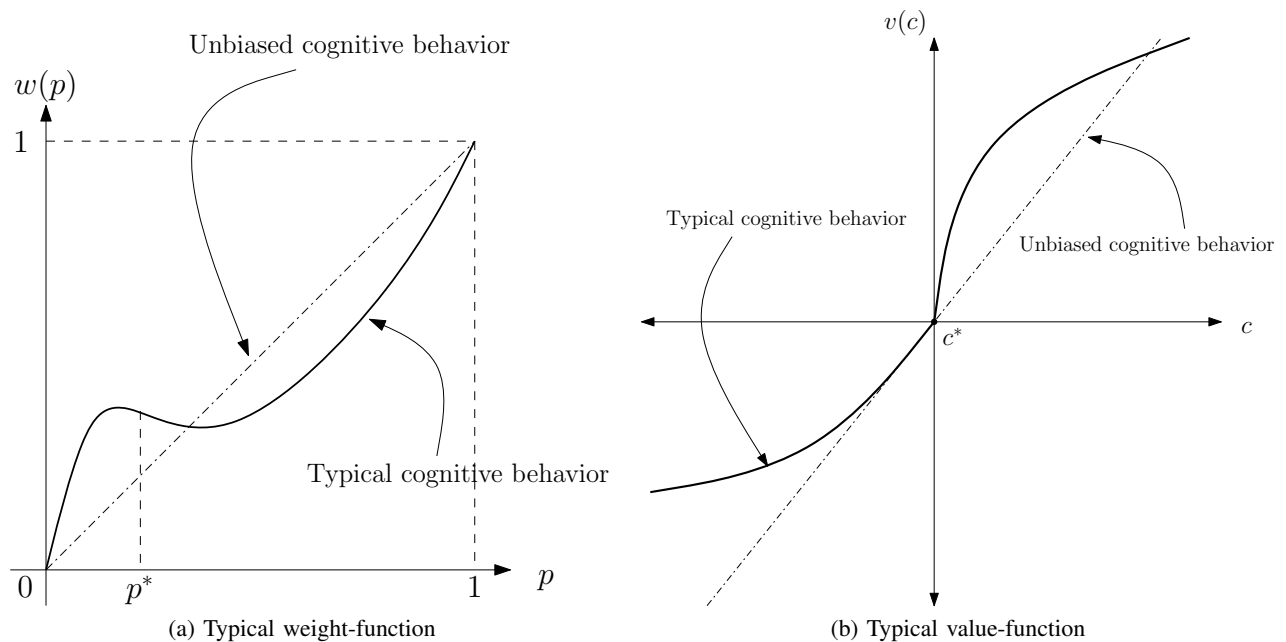 Unbiased cognitive behavior
w(p)
1
Typical cognitive behavior
0
p*
1
p
(a) Typical weight-function
v(c)
Typical cognitive behavior
Unbiased cognitive behavior
c*
c
(b) Typical value-function